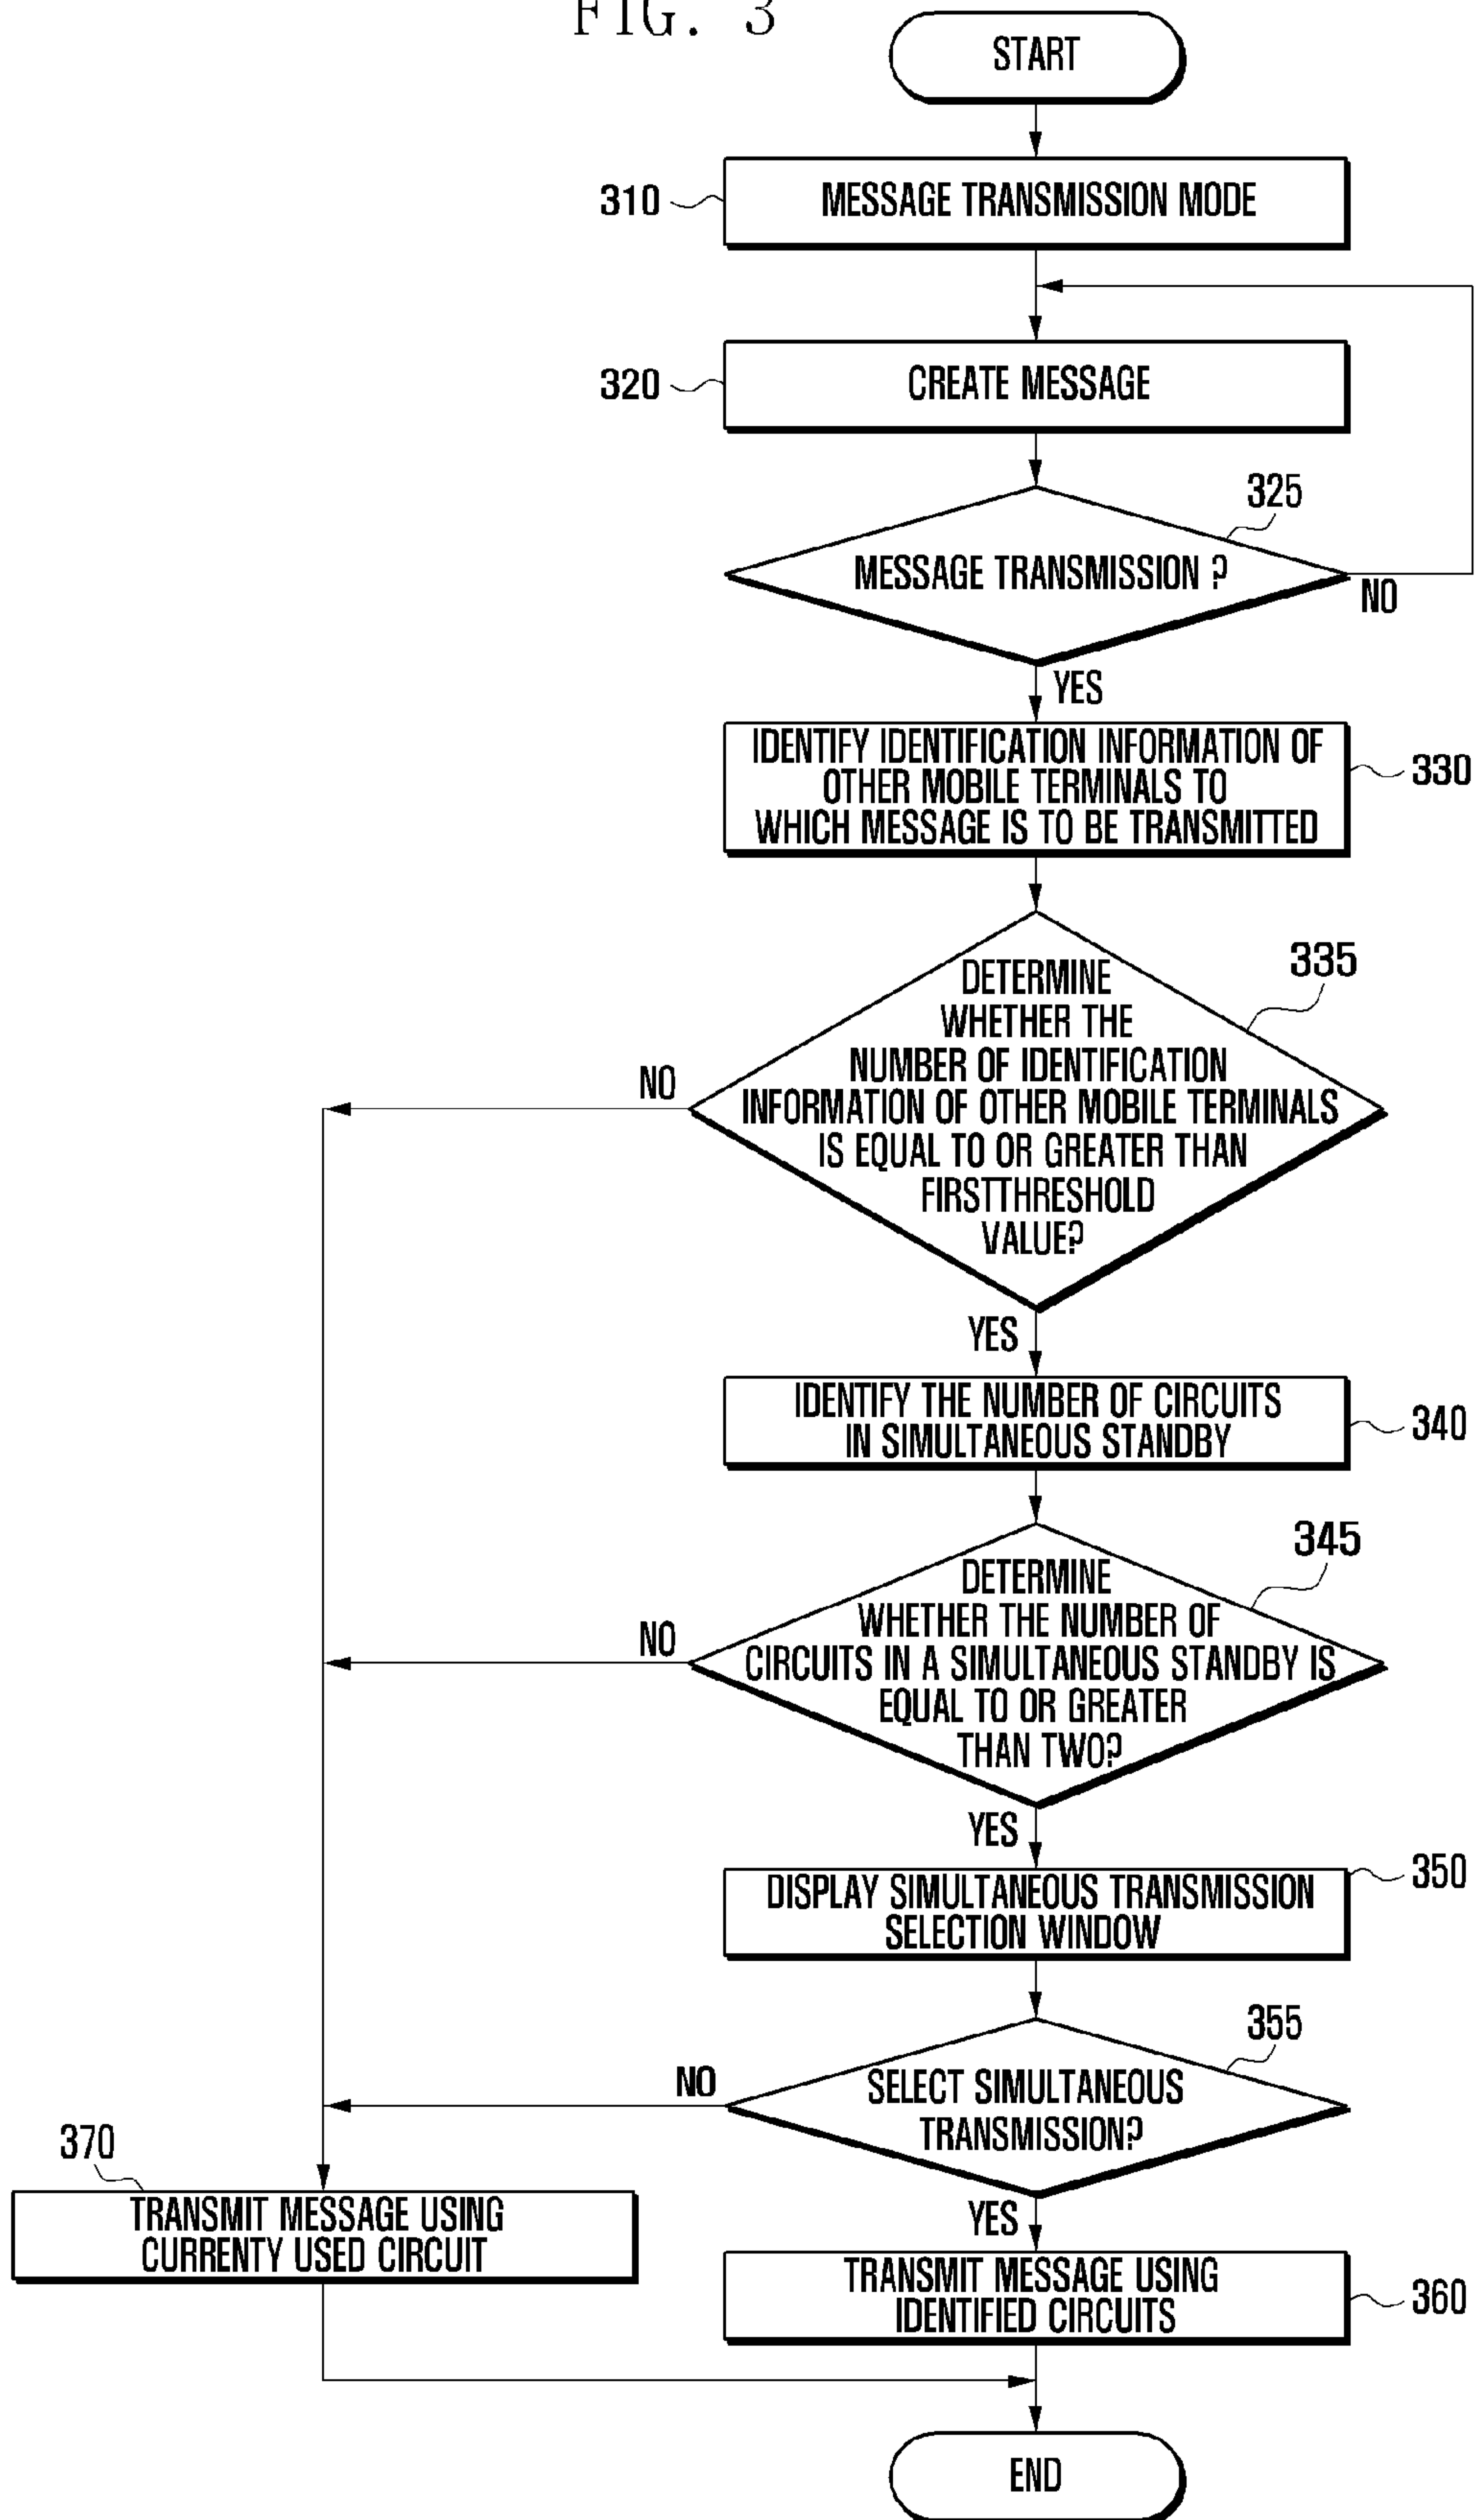 FIG. 3
START
310
MESSAGE TRANSMISSION MODE
320
CREATE MESSAGE
325
MESSAGE TRANSMISSION ?
NO
YES
IDENTIFY IDENTIFICATION INFORMATION OF
OTHER MOBILE TERMINALS TO
WHICH MESSAGE IS TO BE TRANSMITTED
330
335
DETERMINE
WHETHER THE
NUMBER OF IDENTIFICATION
INFORMATION OF OTHER MOBILE TERMINALS
IS EQUAL TO OR GREATER THAN
FIRSTTHRESHOLD
VALUE?
NO
YES
IDENTIFY THE NUMBER OF CIRCUITS
IN SIMULTANEOUS STANDBY
340
345
DETERMINE
WHETHER THE NUMBER OF
CIRCUITS IN A SIMULTANEOUS STANDBY IS
EQUAL TO OR GREATER
THAN TWO?
NO
YES
350
DISPLAY SIMULTANEOUS TRANSMISSION
SELECTION WINDOW
355
SELECT SIMULTANEOUS
TRANSMISSION?
NO
YES
370
TRANSMIT MESSAGE USING
CURRENTY USED CIRCUIT
TRANSMIT MESSAGE USING
IDENTIFIED CIRCUITS
360
END